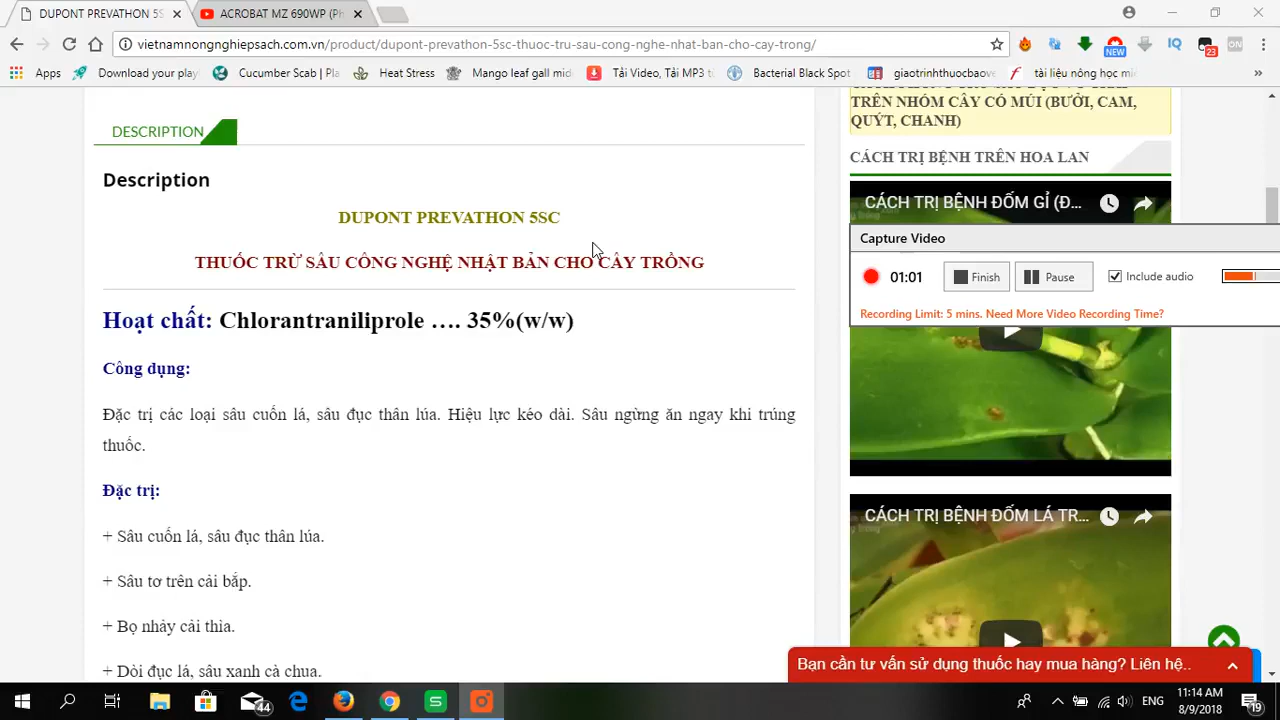 DUPONT PREVATHON 5S
ACROBAT MZ 690WP (Ph
vietnamnongnghiepsach.com.vn/product/dupont-prevathon-5sc-thuoc-tru-sau-cong-nghe-nhat-ban-cho-cay-trong/
NEW
23
ON
Apps
Download your play
Cucumber Scab | Pla
Heat Stress
Mango leaf gall mid
Tải Video, Tải MP3 t
Bacterial Black Spot
giaotrinhthuocbaove
tài liệu nông học mi
»
TRÊN NHÓM CÂY CÓ MÚI (BƯỞI, CAM,
QUÝT, CHANH)
DESCRIPTION
CÁCH TRỊ BỆNH TRÊN HOA LAN
Description
CÁCH TRỊ BỆNH ĐỐM GỈ (Đ...
DUPONT PREVATHON 5SC
Capture Video
THUỐC TRỪ SÂU CÔNG NGHỆ NHẬT BẢN CHO CÂY TRỒNG
01:01
Finish
Pause
Include audio
Recording Limit: 5 mins. Need More Video Recording Time?
Hoạt chất: Chlorantraniliprole …. 35%(w/w)
Công dụng:
Đặc trị các loại sâu cuốn lá, sâu đục thân lúa. Hiệu lực kéo dài. Sâu ngừng ăn ngay khi trúng
thuốc.
Đặc trị:
CÁCH TRỊ BỆNH ĐỐM LÁ TR...
+ Sâu cuốn lá, sâu đục thân lúa.
+ Sâu tơ trên cải bắp.
+ Bọ nhảy cải thìa.
+ Dòi đục lá, sâu xanh cà chua.
Bạn cần tư vấn sử dụng thuốc hay mua hàng? Liên hệ..
44
ENG
11:14 AM
8/9/2018
19